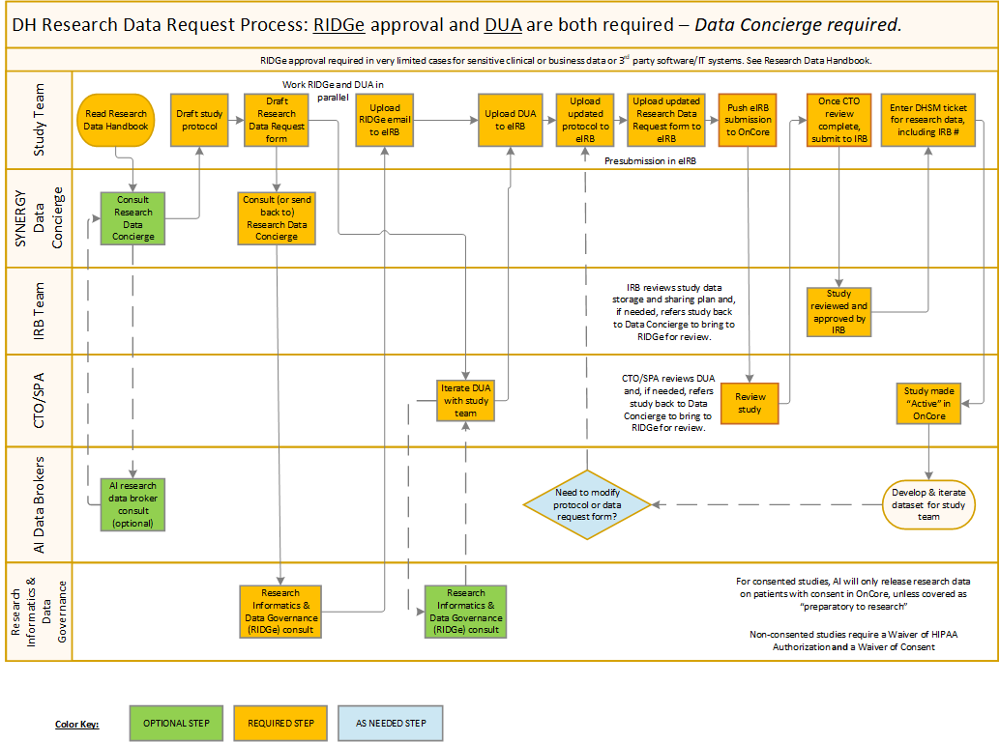 DH Research Data Request Process: RIDGe approval and DUA are both required – Data Concierge required.
RIDGe approval required in very limited cases for sensitive clinical or business data or 3rd party software/IT systems. See Research Data Handbook.
Study Team
Work RIDGe and DUA in
parallel
Read Research
Data Handbook
Draft study
protocol
Draft
Research
Data Request
form
Upload
RIDGe email to
eIRB
Upload DUA
to eIRB
Upload
updated
protocol to
eIRB
Upload updated
Research Data
Request form to
eIRB
Push eIRB
submission
to OnCore
Once CTO
review
complete,
submit to IRB
Enter DHSM ticket
for research data,
including IRB #
Presubmission in eIRB
SYNERGY
Data
Concierge
Consult
Research
Data
Concierge
Consult (or send
back to)
Research Data
Concierge
IRB Team
IRB reviews study data
storage and sharing plan and,
if needed, refers study back
to Data Concierge to bring to
RIDGe for review.
Study
reviewed and
approved by
IRB
CTO/SPA
Iterate DUA
with study
team
CTO/SPA reviews DUA
and, if needed, refers
study back to Data
Concierge to bring to
RIDGe for review.
Review
study
Study made
“Active” in
OnCore
AI Data Brokers
AI research
data broker
consult
(optional)
Need to modify
protocol or data
request form?
Develop & iterate
dataset for study
team
Research
Informatics &
Data
Governance
Research
Informatics &
Data Governance
(RIDGe) consult
Research
Informatics &
Data Governance
(RIDGe) consult
For consented studies, AI will only release research data
on patients with consent in OnCore, unless covered as
“preparatory to research”
Non-consented studies require a Waiver of HIPAA
Authorization and a Waiver of Consent
Color Key:
OPTIONAL STEP
REQUIRED STEP
AS NEEDED STEP